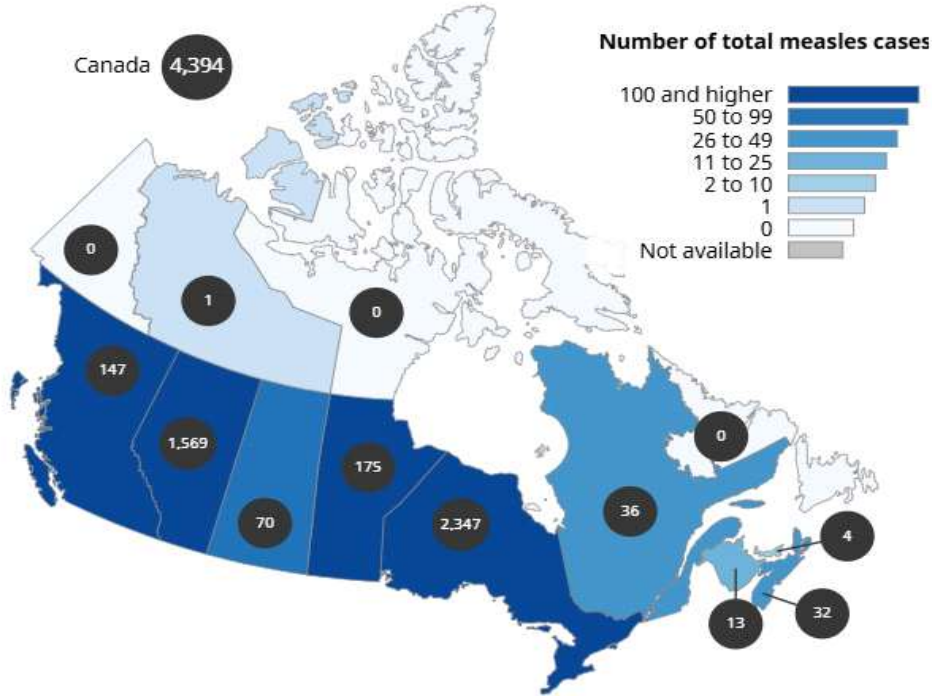 Number of total measles cases
Canada 4,394
100 and higher
50 to 99
26 to 49
11 to 25
2 to 10
1
0
Not available
0
1
0
147
1,569
70
175
2,347
36
0
4
13
32